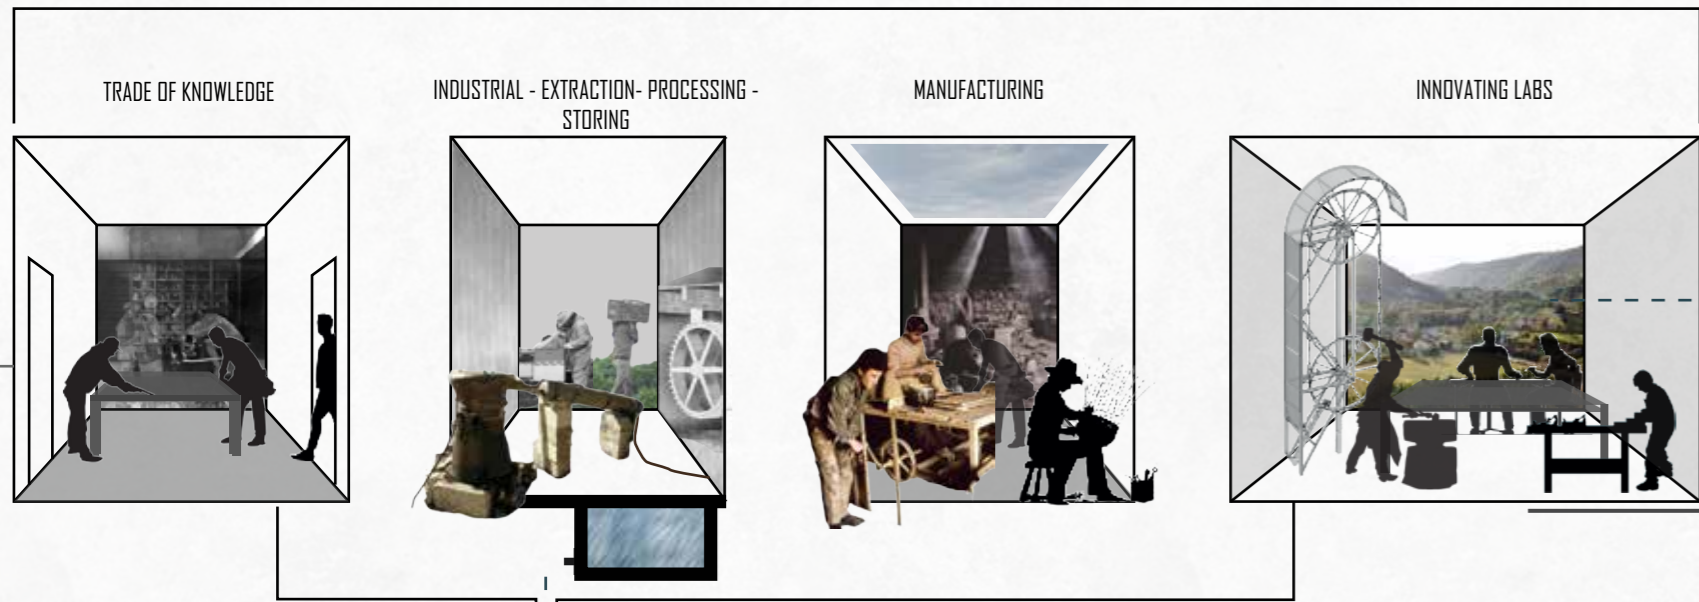 TRADE OF KNOWLEDGE
INDUSTRIAL - EXTRACTION- PROCESSING -
STORING
MANUFACTURING
INNOVATING LABS